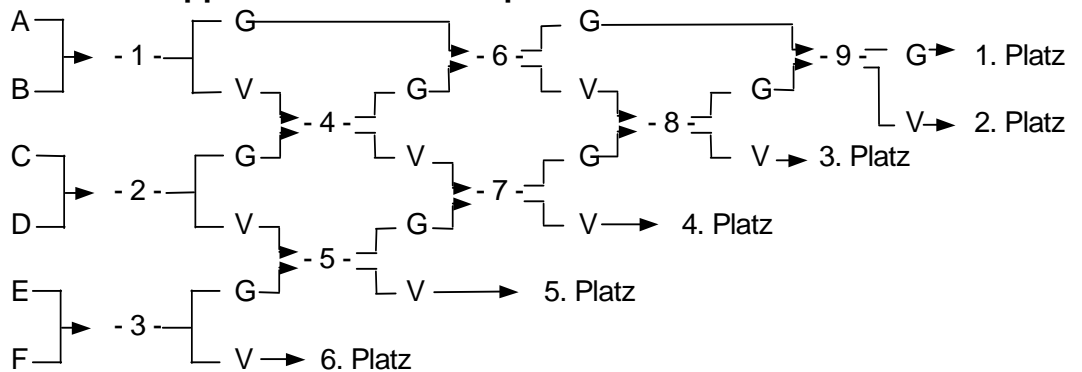 A G G
- 1 - - 6 - - 9 - G 1. Platz
B V G V G
- 4 - - 8 - V 2. Platz
C G V G V 3. Platz
- 2 - - 7 -
D V G V 4. Platz
- 5 -
E G V 5. Platz
- 3 -
F V 6. Platz